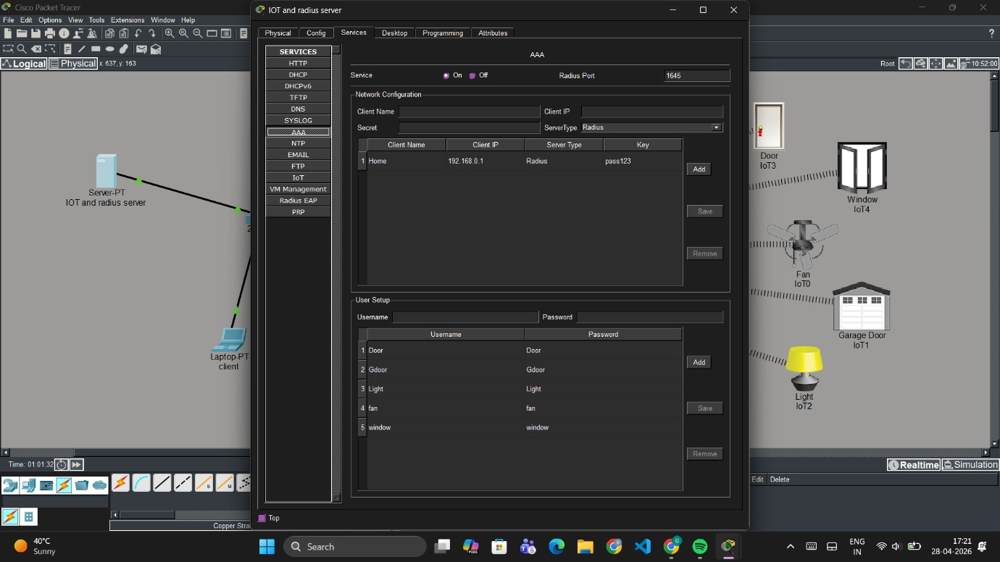 Cisco Packet Tracer
IOT and radius server
File Edit Options View Tools Extensions Window Help
Physical Config Services Desktop Programming Attributes
?
Logical Physical x: 637, y: 163
Root 10:52:00
SERVICES
HTTP
DHCP
DHCPv6
TFTP
DNS
SYSLOG
AAA
NTP
EMAIL
FTP
IoT
VM Management
Radius EAP
PRP
AAA
Service On Off Radius Port 1645
Network Configuration
Client Name Client IP
Secret ServerType Radius
Client Name Client IP Server Type Key
1 Home 192.168.0.1 Radius pass123
Add
Save
Remove
User Setup
Username Password
Username Password
1 Door Door
2 Gdoor Gdoor
3 Light Light
4 fan fan
5 window window
Add
Save
Remove
Top
Server-PT
IOT and radius server
2
Laptop-PT
client
Door
IoT3
Window
IoT4
Fan
IoT0
Garage Door
IoT1
Light
IoT2
Time: 01:01:32
Realtime Simulation
Edit Delete
S M
Copper Stra
40°C
Sunny
Search
ENG
IN
17:21
28-04-2026